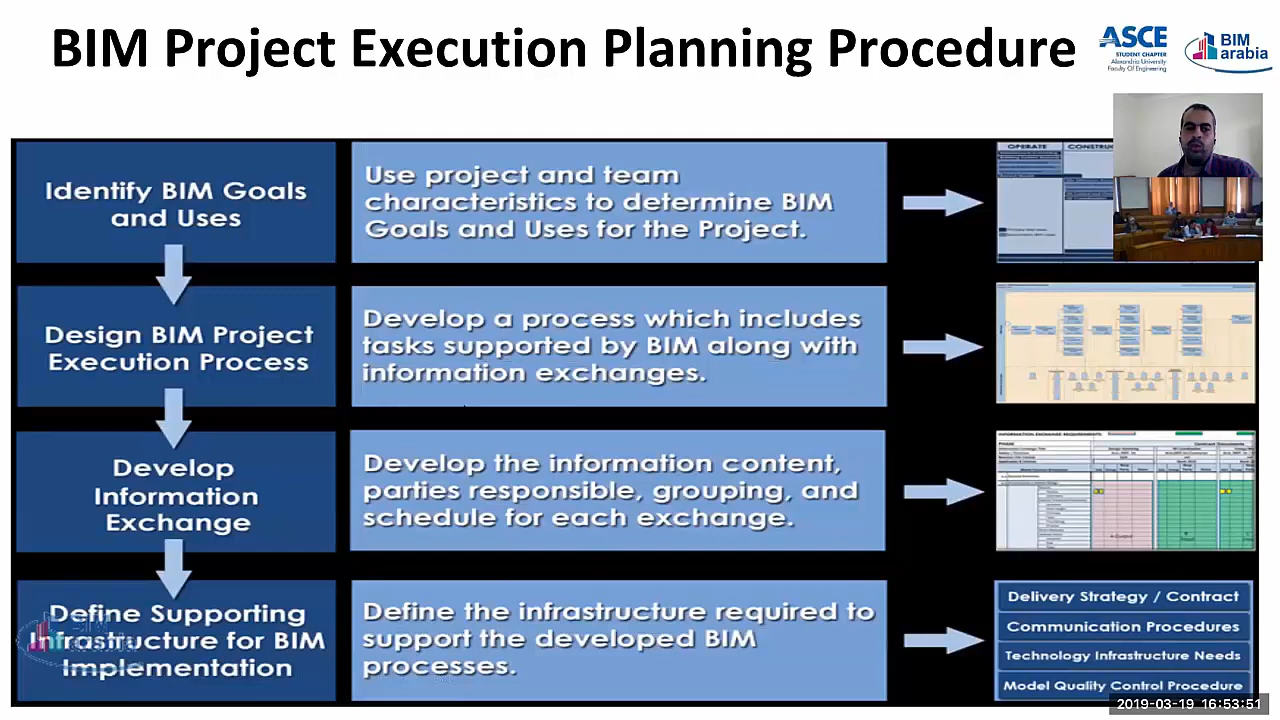 BIM Project Execution Planning Procedure
ASCE
STUDENT CHAPTER
Alexandria University
Faculty Of Engineering
BIM
arabia
Identify BIM Goals
and Uses
Use project and team
characteristics to determine BIM
Goals and Uses for the Project.
OPERATE
Design BIM Project
Execution Process
Develop a process which includes
tasks supported by BIM along with
information exchanges.
Develop
Information
Exchange
Develop the information content,
parties responsible, grouping, and
schedule for each exchange.
Define Supporting
Infrastructure for BIM
Implementation
Define the infrastructure required to
support the developed BIM
processes.
Delivery Strategy / Contract
Communication Procedures
Technology Infrastructure Needs
Model Quality Control Procedure
BIM
arabia
2019-03-19 16:53:51